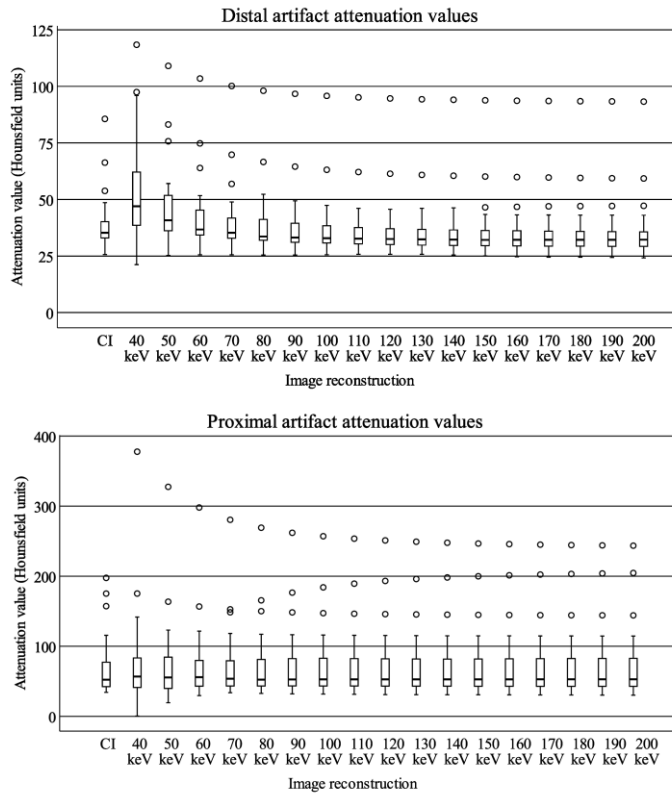 Distal artifact attenuation values
Attenuation value (Hounsfield units)
125
100
75
50
25
0
CI 40 50 60 70 80 90 100 110 120 130 140 150 160 170 180 190 200
keV keV keV keV keV keV keV keV keV keV keV keV keV keV keV keV keV
Image reconstruction
Proximal artifact attenuation values
Attenuation value (Hounsfield units)
400
300
200
100
0
CI 40 50 60 70 80 90 100 110 120 130 140 150 160 170 180 190 200
keV keV keV keV keV keV keV keV keV keV keV keV keV keV keV keV keV
Image reconstruction